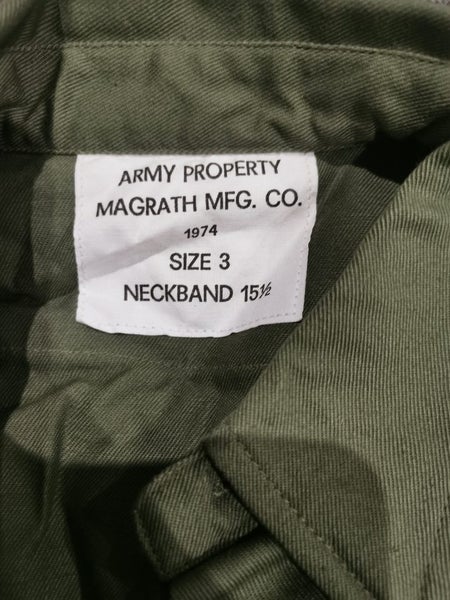 ARMY PROPERTY
MAGRATH MFG. CO.
1974
SIZE 3
NECKBAND 15½